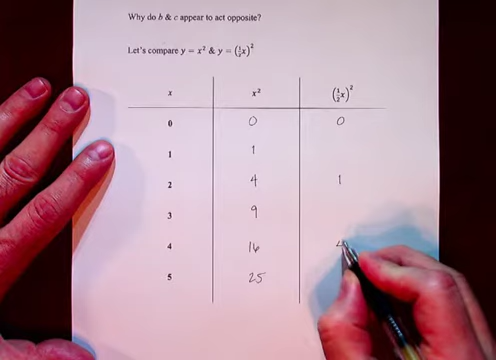 Why do b & c appear to act opposite?
Let's compare y = x² & y = (½x)²
x x² (½x)²
0 0 0
1 1
2 4 1
3 9
4 16
5 25